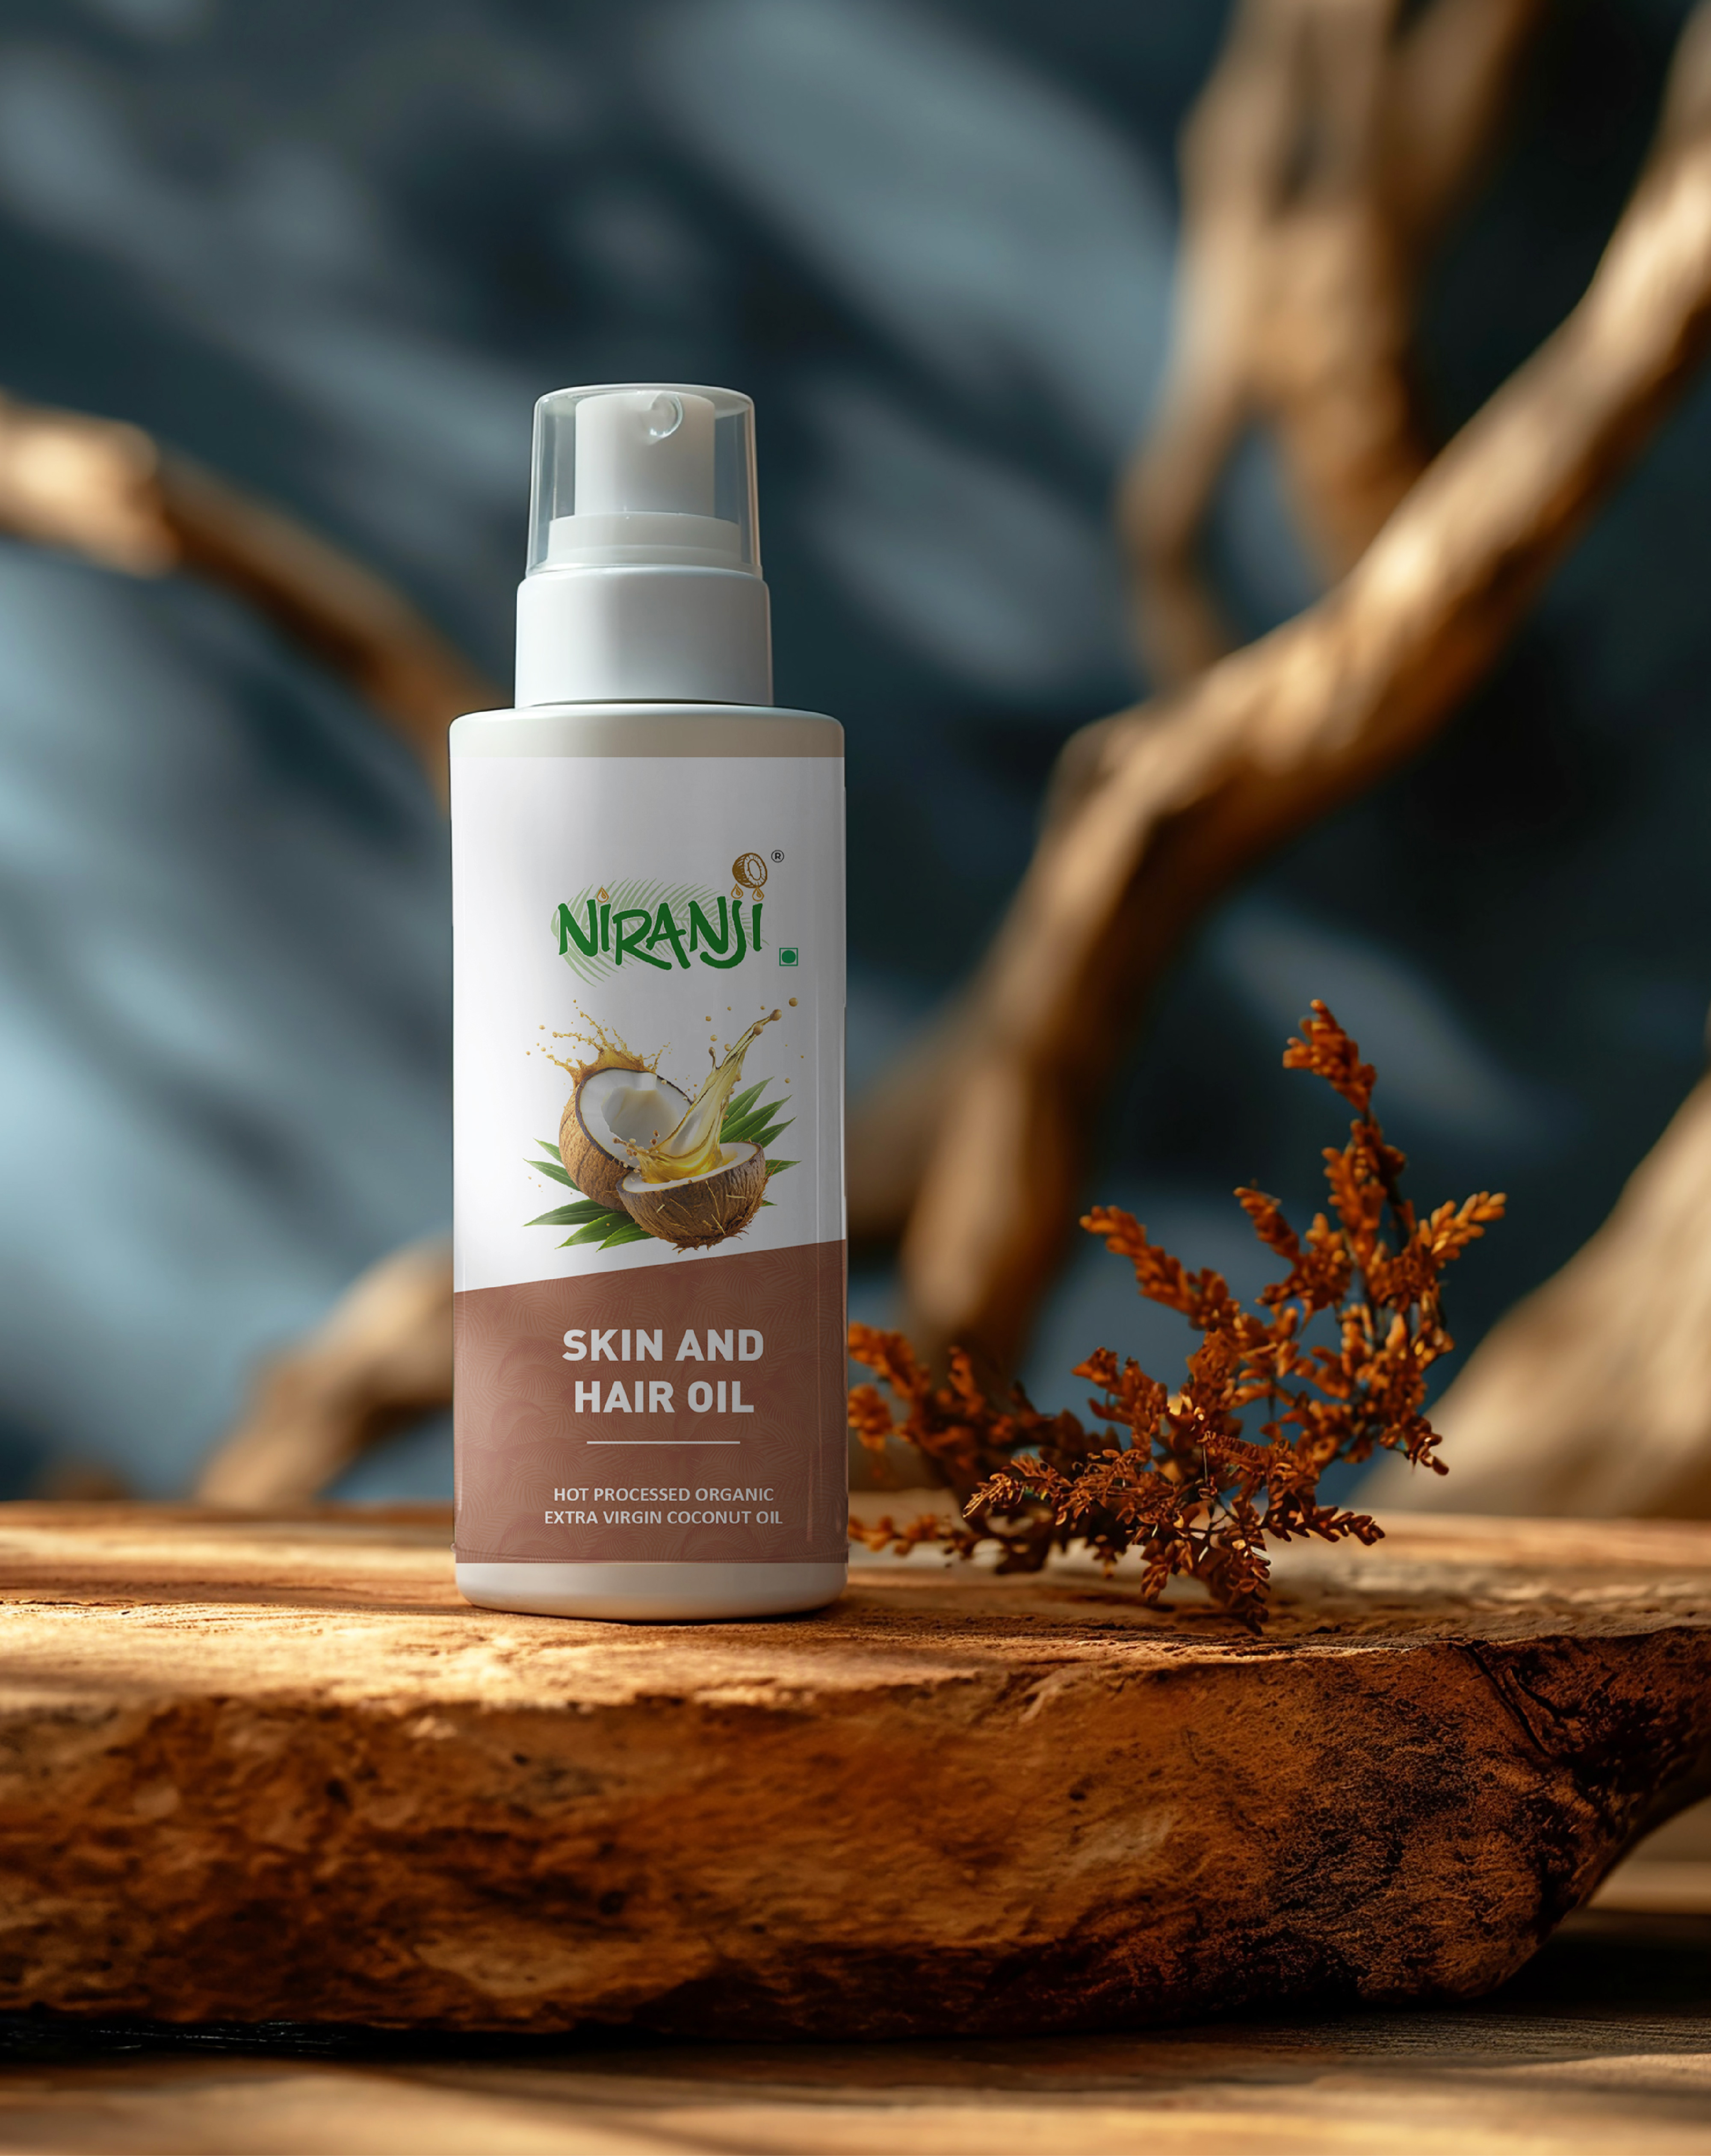 ®
NIRANJI
SKIN AND
HAIR OIL
HOT PROCESSED ORGANIC
EXTRA VIRGIN COCONUT OIL